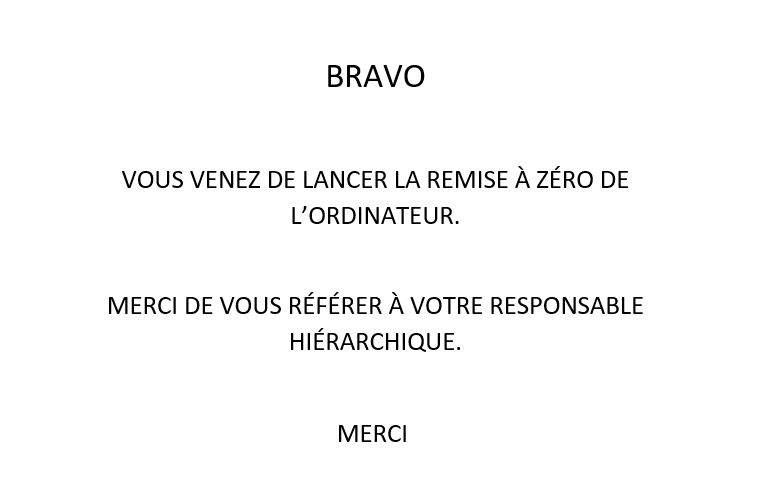 BRAVO
VOUS VENEZ DE LANCER LA REMISE À ZÉRO DE
L’ORDINATEUR.
MERCI DE VOUS RÉFÉRER À VOTRE RESPONSABLE
HIÉRARCHIQUE.
MERCI